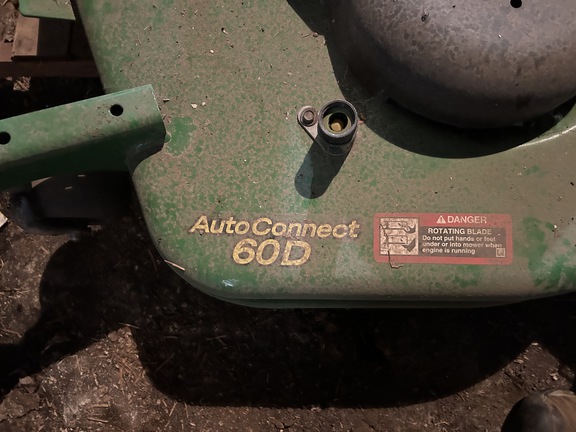 AutoConnect
60D
DANGER
ROTATING BLADE
Do not put hands or feet
under or into mower when
engine is running